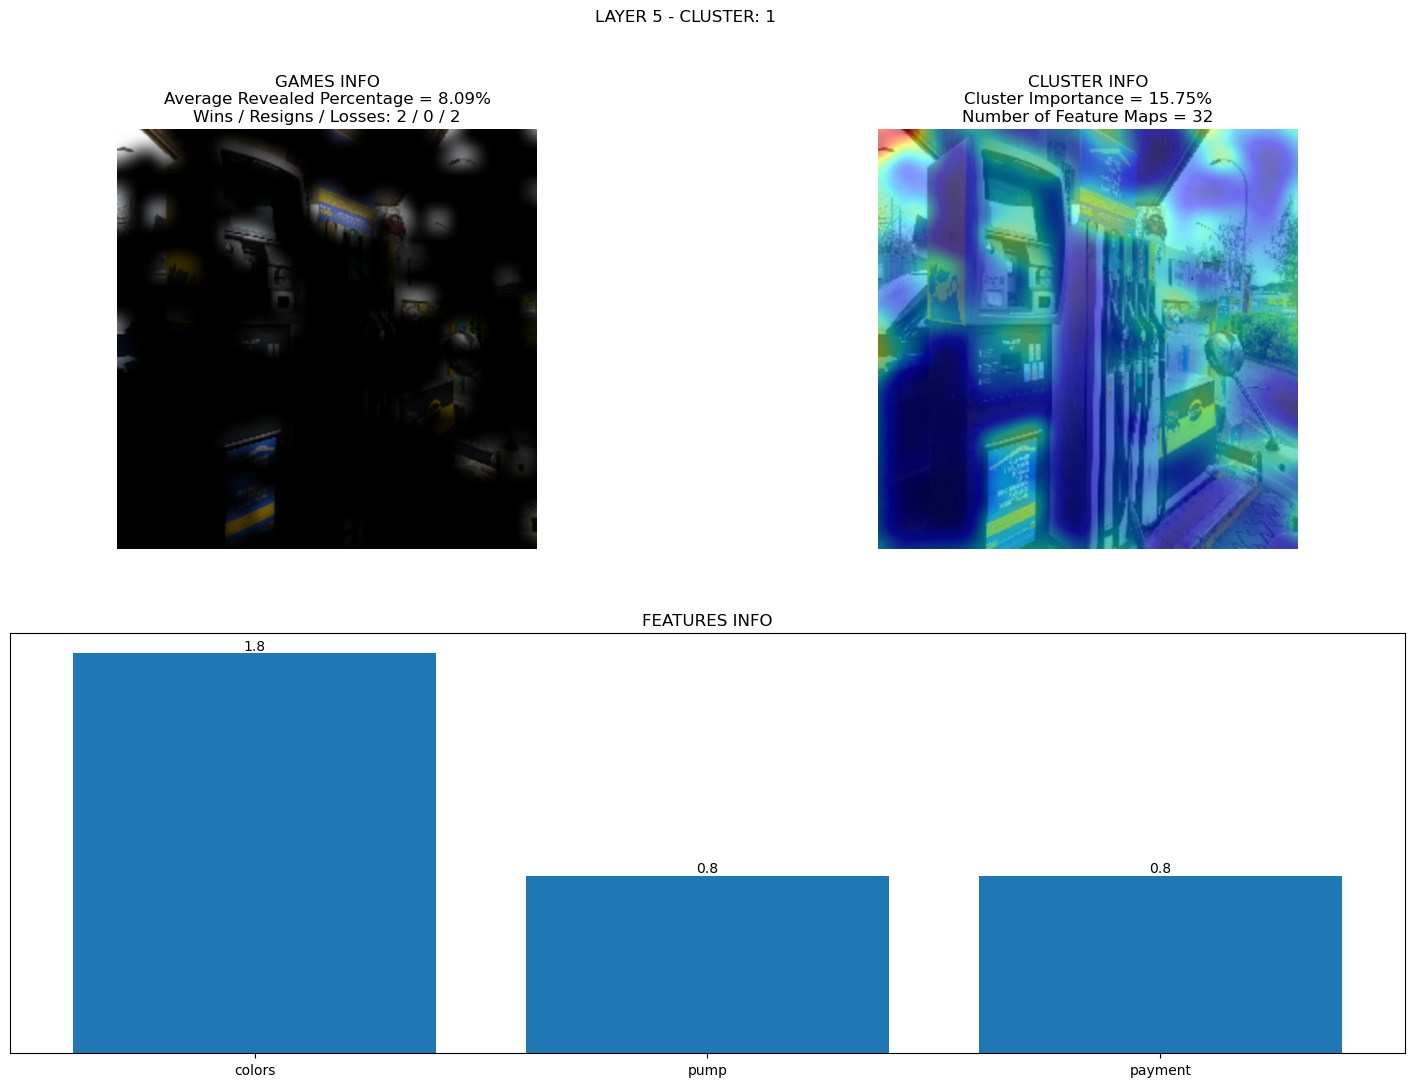 LAYER 5 - CLUSTER: 1
GAMES INFO
Average Revealed Percentage = 8.09%
Wins / Resigns / Losses: 2 / 0 / 2
CLUSTER INFO
Cluster Importance = 15.75%
Number of Feature Maps = 32
FEATURES INFO
1.8
0.8
0.8
colors
pump
payment